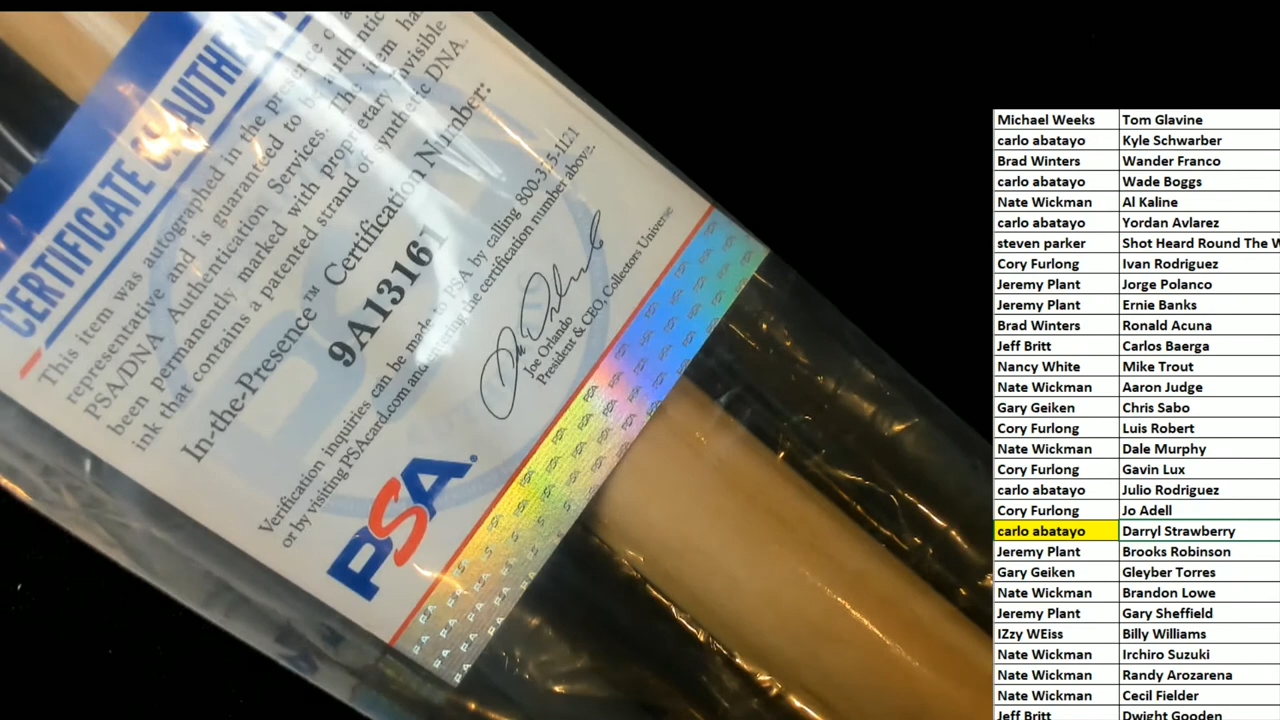 CERTIFICATE OF AUTHEN
This item was autographed in the presence of a
representative and is guaranteed to be authentic
PSA/DNA Authentication Services. The item ha
been permanently marked with proprietary invisible
ink that contains a patented strand of synthetic DNA.
In-the-Presence™ Certification Number:
9A13161
Verification inquiries can be made to PSA by calling 800-325-1121
or by visiting PSAcard.com and entering the certification number above.
Joe Orlando
President & CEO, Collectors Universe
PSA
Michael Weeks Tom Glavine
carlo abatayo Kyle Schwarber
Brad Winters Wander Franco
carlo abatayo Wade Boggs
Nate Wickman Al Kaline
carlo abatayo Yordan Avlarez
steven parker Shot Heard Round The W
Cory Furlong Ivan Rodriguez
Jeremy Plant Jorge Polanco
Jeremy Plant Ernie Banks
Brad Winters Ronald Acuna
Jeff Britt Carlos Baerga
Nancy White Mike Trout
Nate Wickman Aaron Judge
Gary Geiken Chris Sabo
Cory Furlong Luis Robert
Nate Wickman Dale Murphy
Cory Furlong Gavin Lux
carlo abatayo Julio Rodriguez
Cory Furlong Jo Adell
carlo abatayo Darryl Strawberry
Jeremy Plant Brooks Robinson
Gary Geiken Gleyber Torres
Nate Wickman Brandon Lowe
Jeremy Plant Gary Sheffield
IZzy WEiss Billy Williams
Nate Wickman Irchiro Suzuki
Nate Wickman Randy Arozarena
Nate Wickman Cecil Fielder
Jeff Britt Dwight Gooden